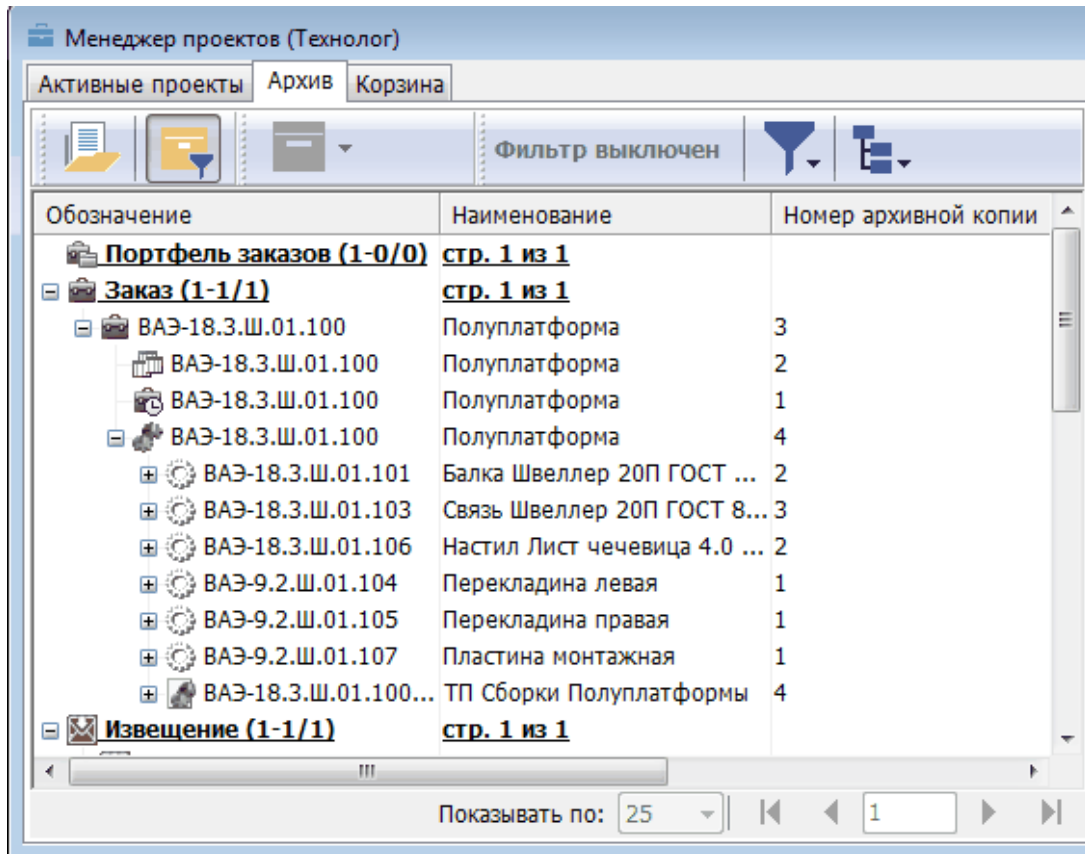 Менеджер проектов (Технолог)
Активные проекты Архив Корзина
Фильтр выключен
Обозначение Наименование Номер архивной копии
Портфель заказов (1-0/0) стр. 1 из 1
Заказ (1-1/1) стр. 1 из 1
ВАЭ-18.3.Ш.01.100 Полуплатформа 3
ВАЭ-18.3.Ш.01.100 Полуплатформа 2
ВАЭ-18.3.Ш.01.100 Полуплатформа 1
ВАЭ-18.3.Ш.01.100 Полуплатформа 4
ВАЭ-18.3.Ш.01.101 Балка Швеллер 20П ГОСТ ... 2
ВАЭ-18.3.Ш.01.103 Связь Швеллер 20П ГОСТ 8... 3
ВАЭ-18.3.Ш.01.106 Настил Лист чечевица 4.0 ... 2
ВАЭ-9.2.Ш.01.104 Перекладина левая 1
ВАЭ-9.2.Ш.01.105 Перекладина правая 1
ВАЭ-9.2.Ш.01.107 Пластина монтажная 1
ВАЭ-18.3.Ш.01.100... ТП Сборки Полуплатформы 4
Извещение (1-1/1) стр. 1 из 1
Показывать по: 25 1